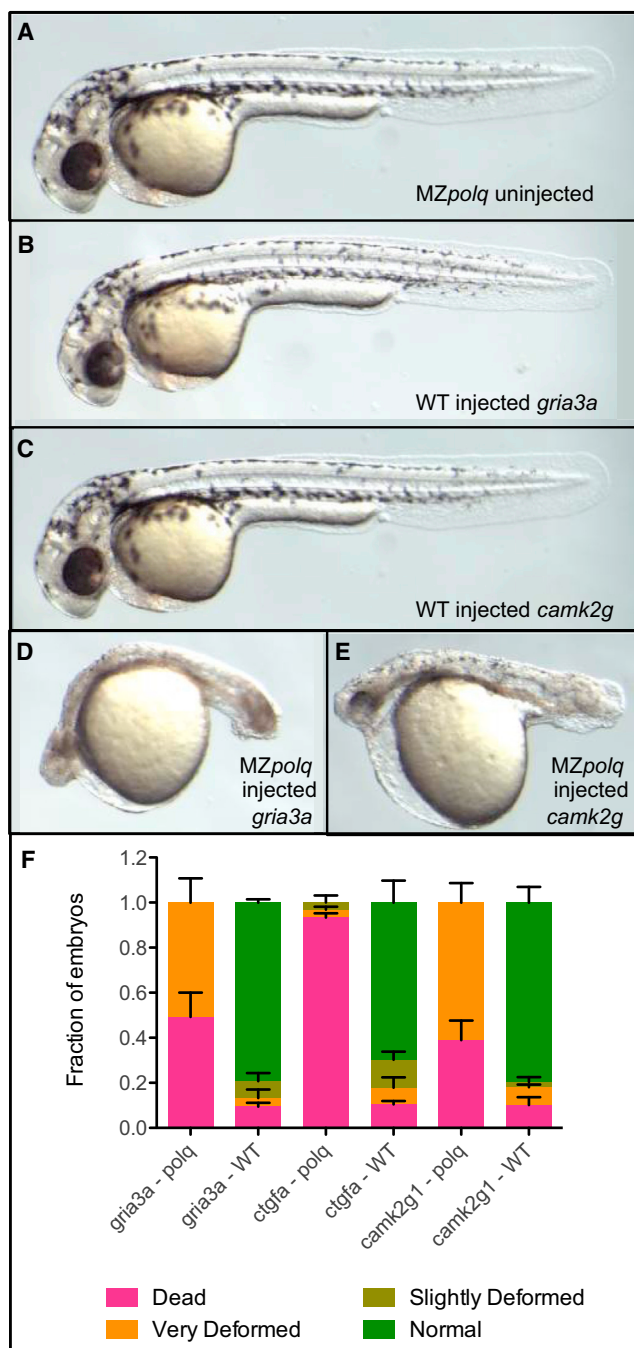 A
MZpolq uninjected
B
WT injected gria3a
C
WT injected camk2g
D
MZpolq
injected
gria3a
E
MZpolq
injected
camk2g
F
Fraction of embryos
1.2
1.0
0.8
0.6
0.4
0.2
0.0
gria3a - polq
gria3a - WT
ctgfa - polq
ctgfa - WT
camk2g1 - polq
camk2g1 - WT
Dead
Very Deformed
Slightly Deformed
Normal